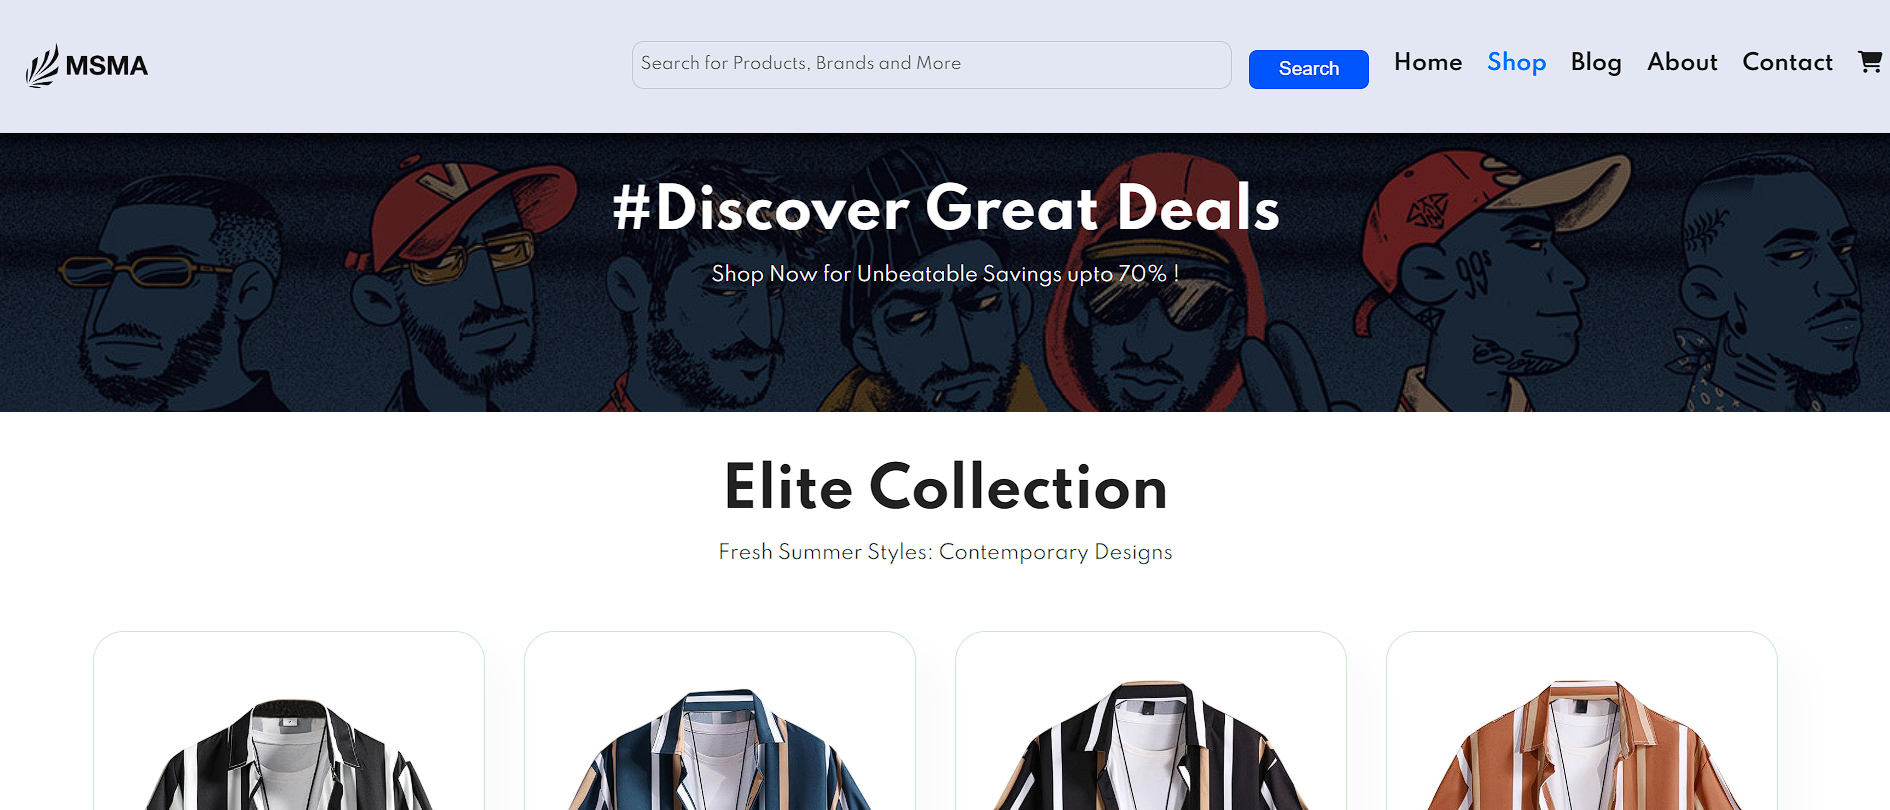 MSMA
Search for Products, Brands and More
Search
Home Shop Blog About Contact
#Discover Great Deals
Shop Now for Unbeatable Savings upto 70% !
V
99s
Elite Collection
Fresh Summer Styles: Contemporary Designs